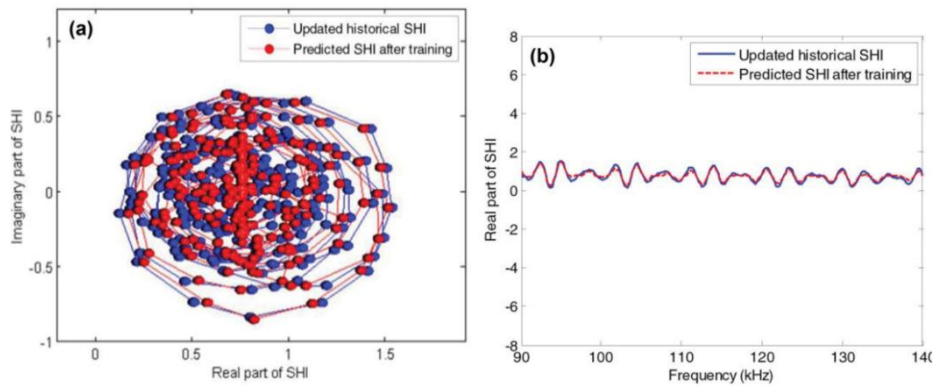 (a)
Updated historical SHI
Predicted SHI after training
1
0.5
0
-0.5
-1
0
0.5
1
1.5
Imaginary part of SHI
Real part of SHI
(b)
Updated historical SHI
Predicted SHI after training
8
6
4
2
0
2
-4
-6
-8
90
100
110
120
130
140
Real part of SHI
Frequency (kHz)